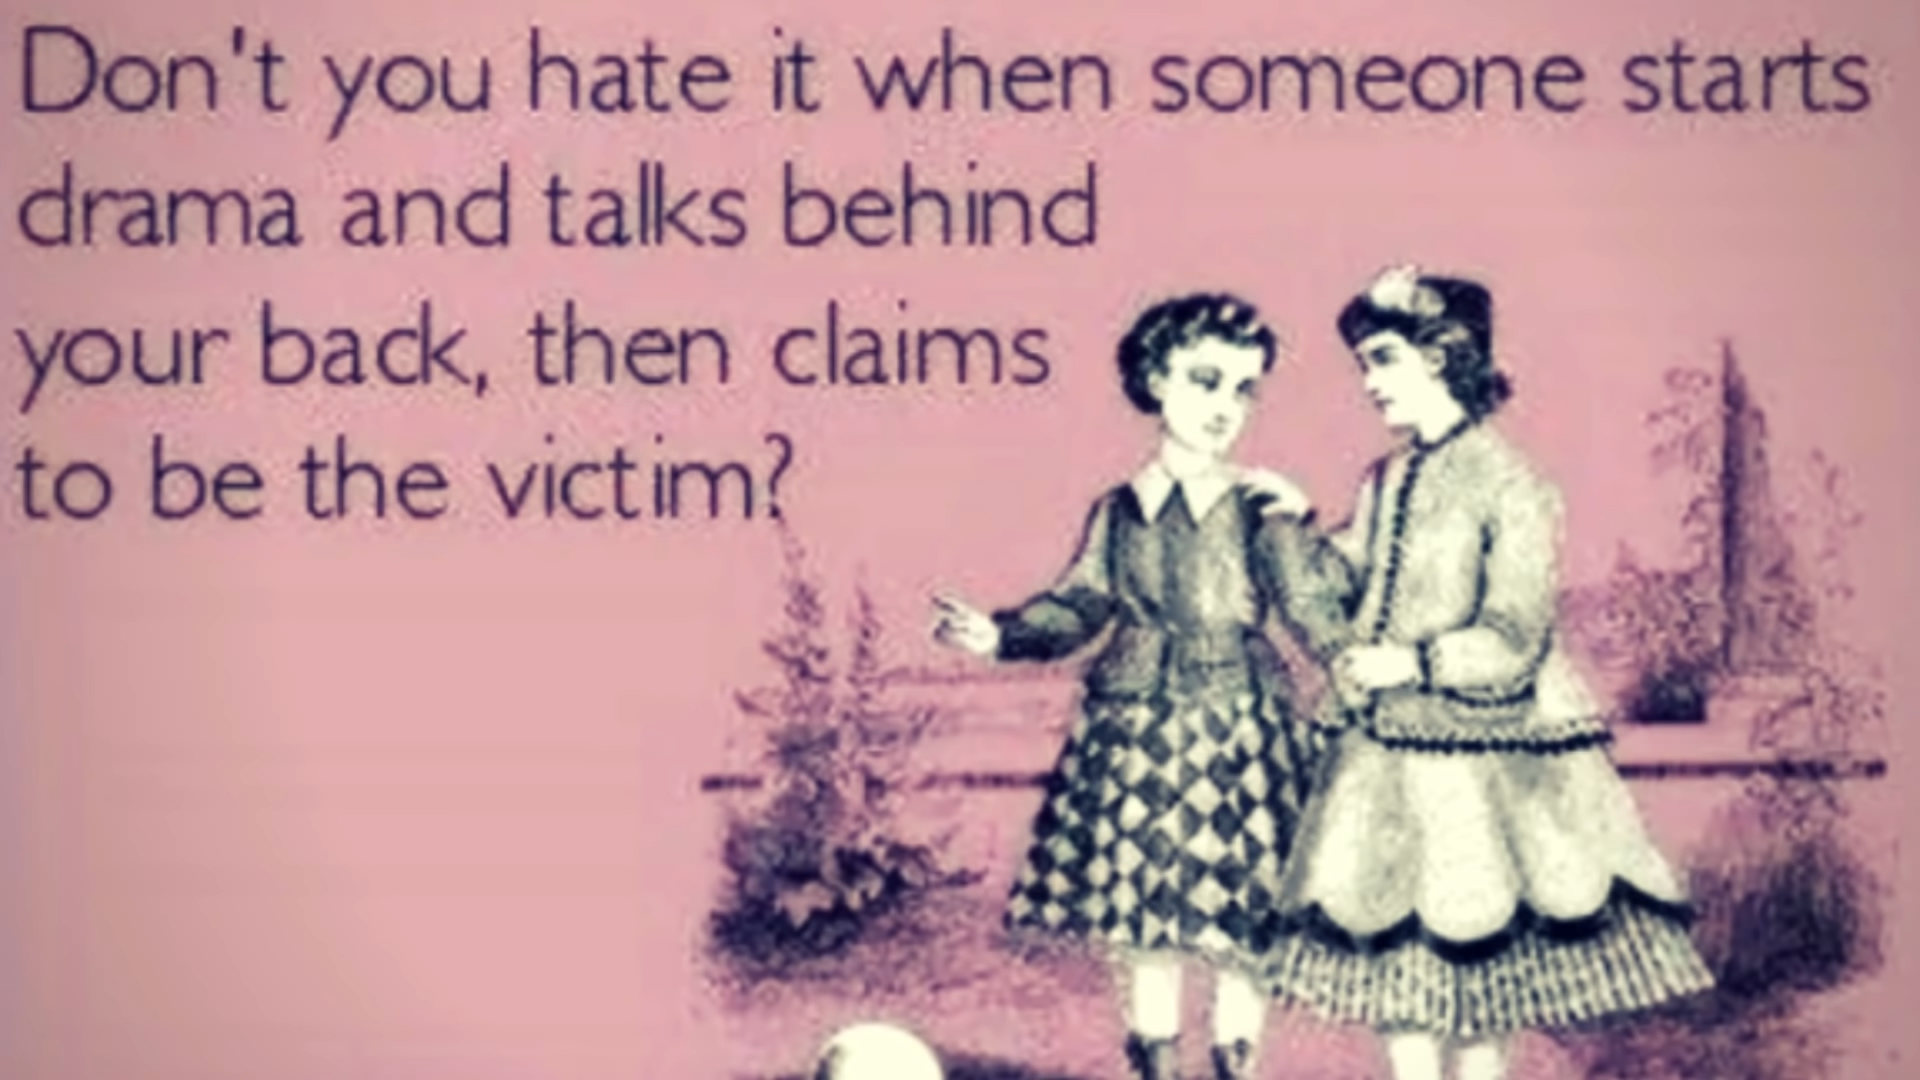 Don't you hate it when someone starts
drama and talks behind
your back, then claims
to be the victim?